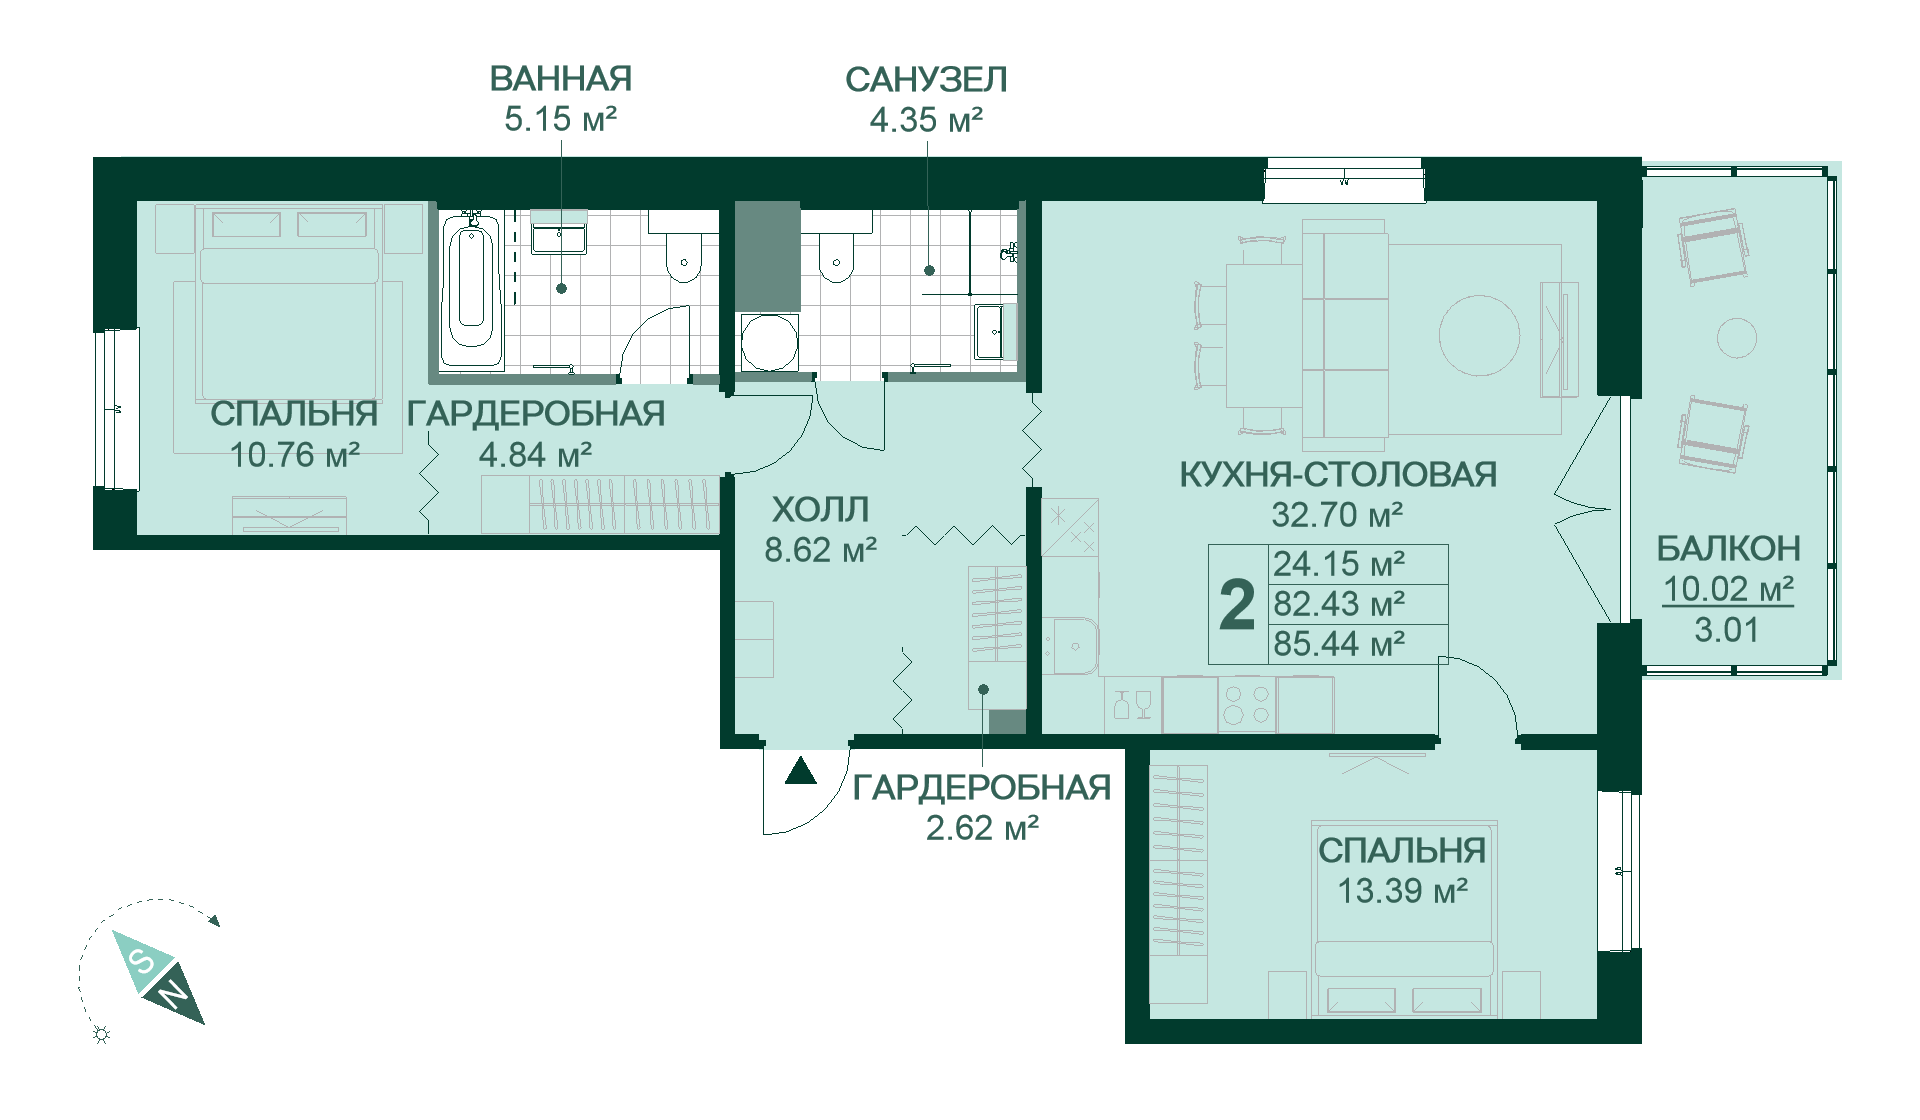 ВАННАЯ
5.15 м²
САНУЗЕЛ
4.35 м²
СПАЛЬНЯ
10.76 м²
ГАРДЕРОБНАЯ
4.84 м²
ХОЛЛ
8.62 м²
КУХНЯ-СТОЛОВАЯ
32.70 м²
2
24.15 м²
82.43 м²
85.44 м²
БАЛКОН
10.02 м²
3.01
ГАРДЕРОБНАЯ
2.62 м²
СПАЛЬНЯ
13.39 м²
S
N